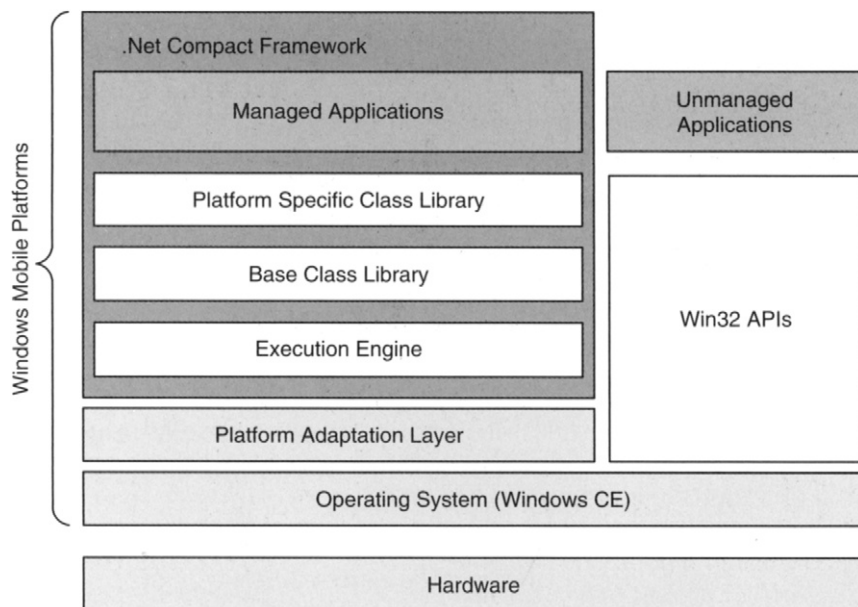 .Net Compact Framework
Managed Applications
Unmanaged
Applications
Platform Specific Class Library
Base Class Library
Win32 APIs
Execution Engine
Platform Adaptation Layer
Operating System (Windows CE)
Hardware
Windows Mobile Platforms